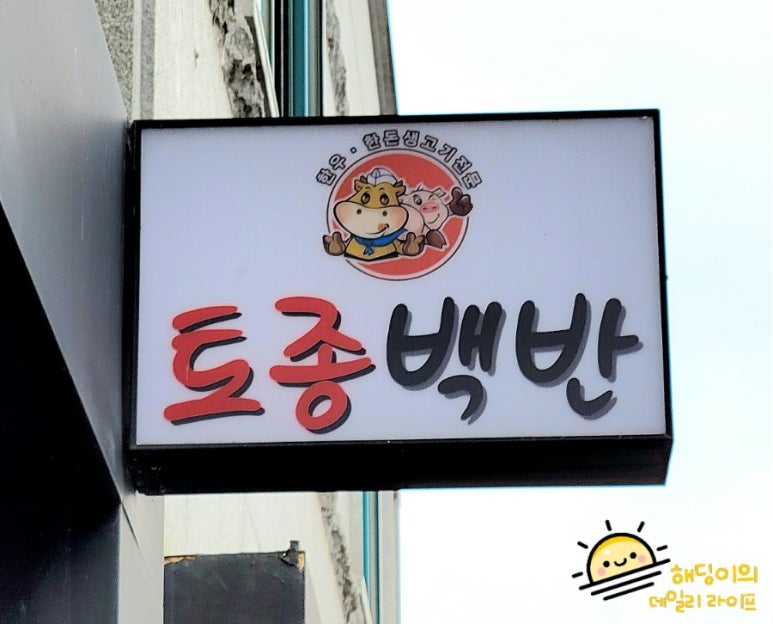 한우·한돈생고기전문
토종백반
해딩이의
데일리 라이프